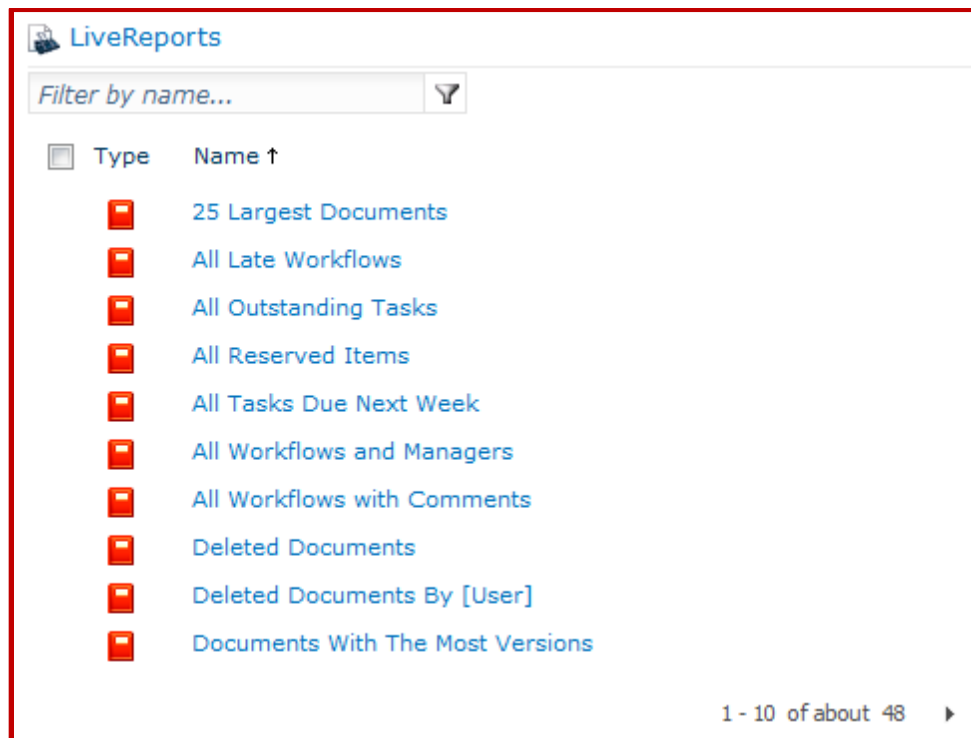 LiveReports
Filter by name...
Type Name ↑
25 Largest Documents
All Late Workflows
All Outstanding Tasks
All Reserved Items
All Tasks Due Next Week
All Workflows and Managers
All Workflows with Comments
Deleted Documents
Deleted Documents By [User]
Documents With The Most Versions
1 - 10 of about 48